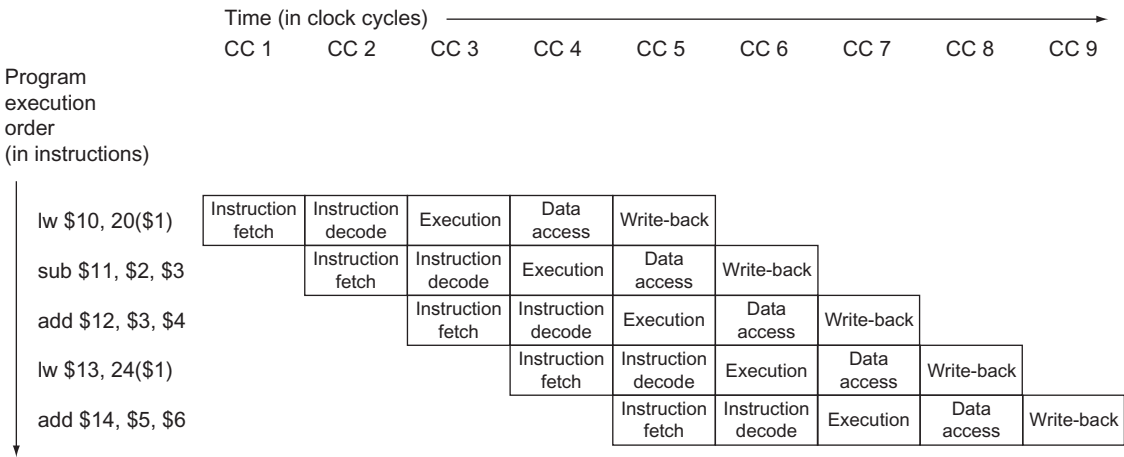 Time (in clock cycles)
CC 1 CC 2 CC 3 CC 4 CC 5 CC 6 CC 7 CC 8 CC 9
Program
execution
order
(in instructions)
lw $10, 20($1)
Instruction
fetch
Instruction
decode
Execution
Data
access
Write-back
sub $11, $2, $3
Instruction
fetch
Instruction
decode
Execution
Data
access
Write-back
add $12, $3, $4
Instruction
fetch
Instruction
decode
Execution
Data
access
Write-back
lw $13, 24($1)
Instruction
fetch
Instruction
decode
Execution
Data
access
Write-back
add $14, $5, $6
Instruction
fetch
Instruction
decode
Execution
Data
access
Write-back